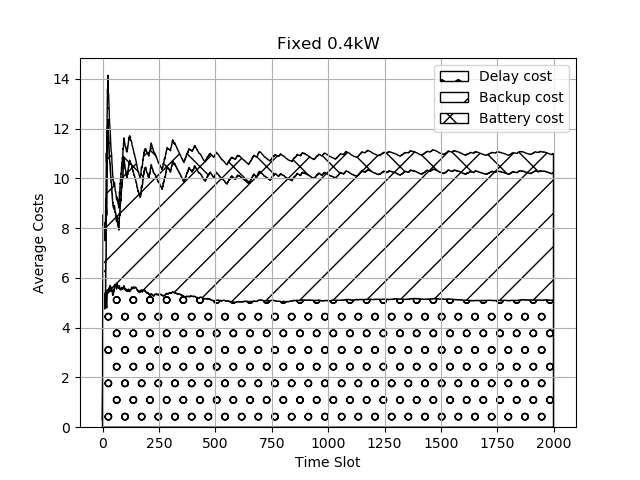 Fixed 0.4kW
Delay cost
Backup cost
Battery cost
14
12
10
8
6
4
2
0
Average Costs
0 250 500 750 1000 1250 1500 1750 2000
Time Slot